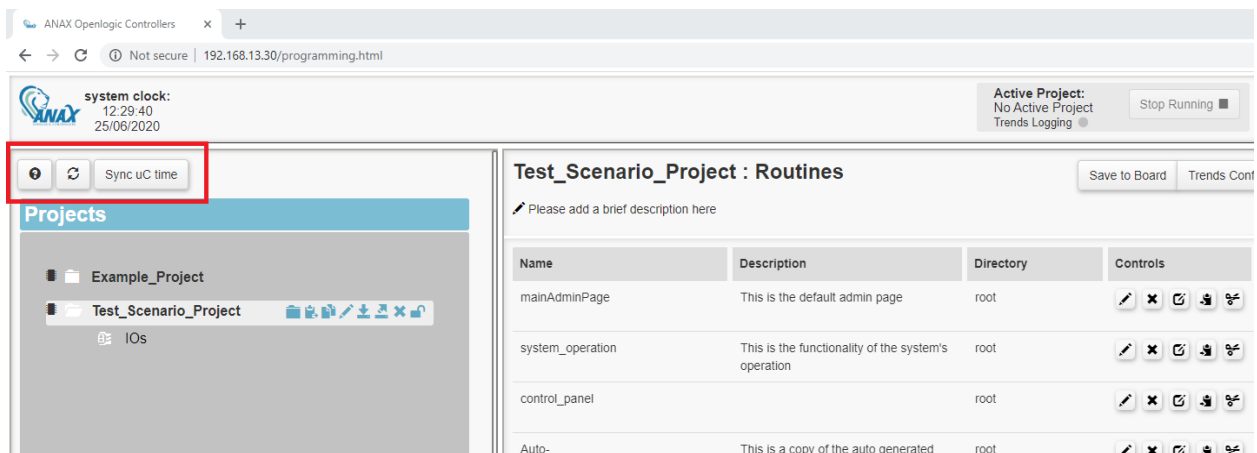 ANAX Openlogic Controllers
Not secure | 192.168.13.30/programming.html
ANAX
system clock:
12:29:40
25/06/2020
Active Project:
No Active Project
Trends Logging
Stop Running
Sync uC time
Projects
Example_Project
Test_Scenario_Project
IOs
Test_Scenario_Project : Routines
Save to Board
Trends Conf
Please add a brief description here
Name Description Directory Controls
mainAdminPage This is the default admin page root
system_operation This is the functionality of the system's root
operation
control_panel root
Auto- This is a copy of the auto generated root